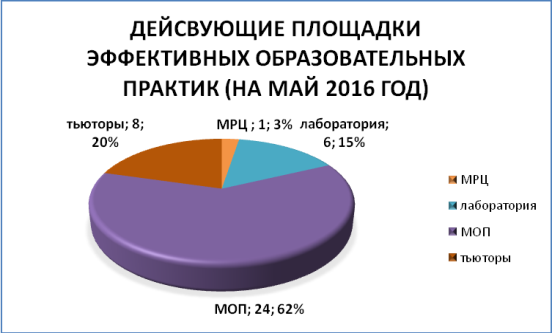 ДЕЙСВУЮЩИЕ ПЛОЩАДКИ
ЭФФЕКТИВНЫХ ОБРАЗОВАТЕЛЬНЫХ
ПРАКТИК (НА МАЙ 2016 ГОД)
тьюторы; 8;
20%
МРЦ ; 1; 3%
лаборатория;
6; 15%
МОП; 24; 62%
МРЦ
лаборатория
МОП
тьюторы